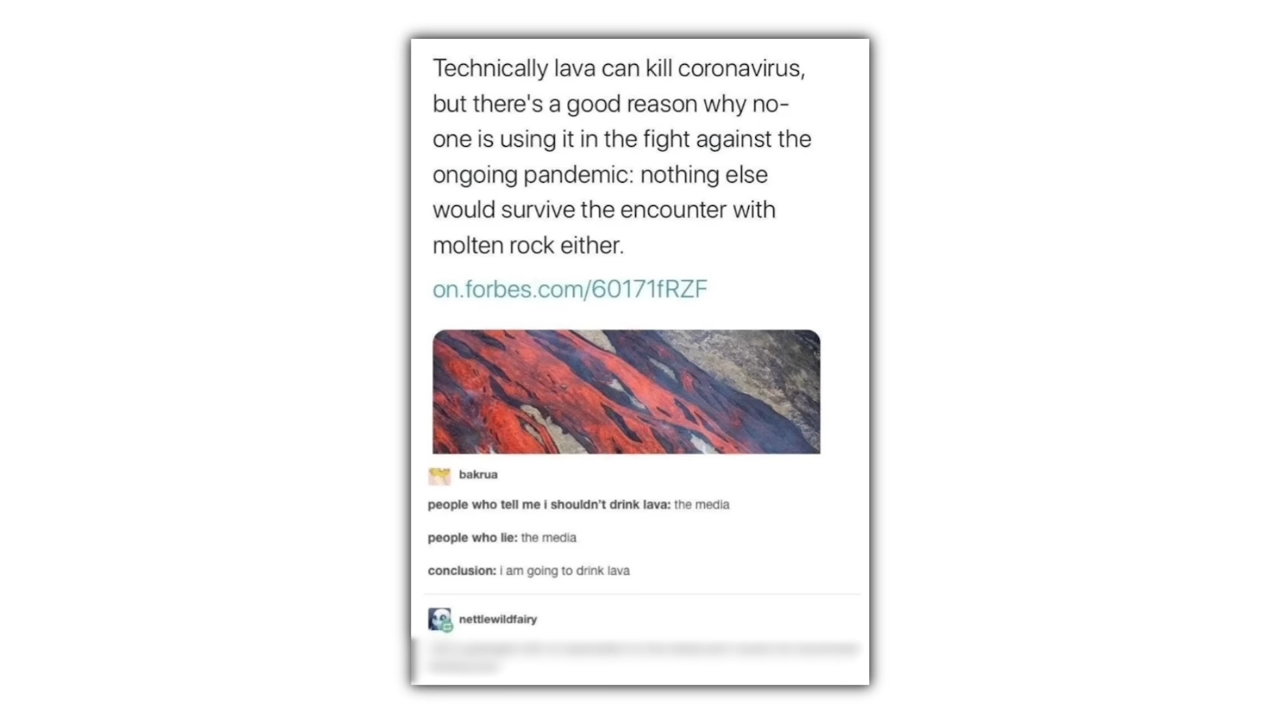 Technically lava can kill coronavirus,
but there's a good reason why no-
one is using it in the fight against the
ongoing pandemic: nothing else
would survive the encounter with
molten rock either.
on.forbes.com/60171fRZF
bakrua
people who tell me i shouldn't drink lava: the media
people who lie: the media
conclusion: i am going to drink lava
nettlewildfairy